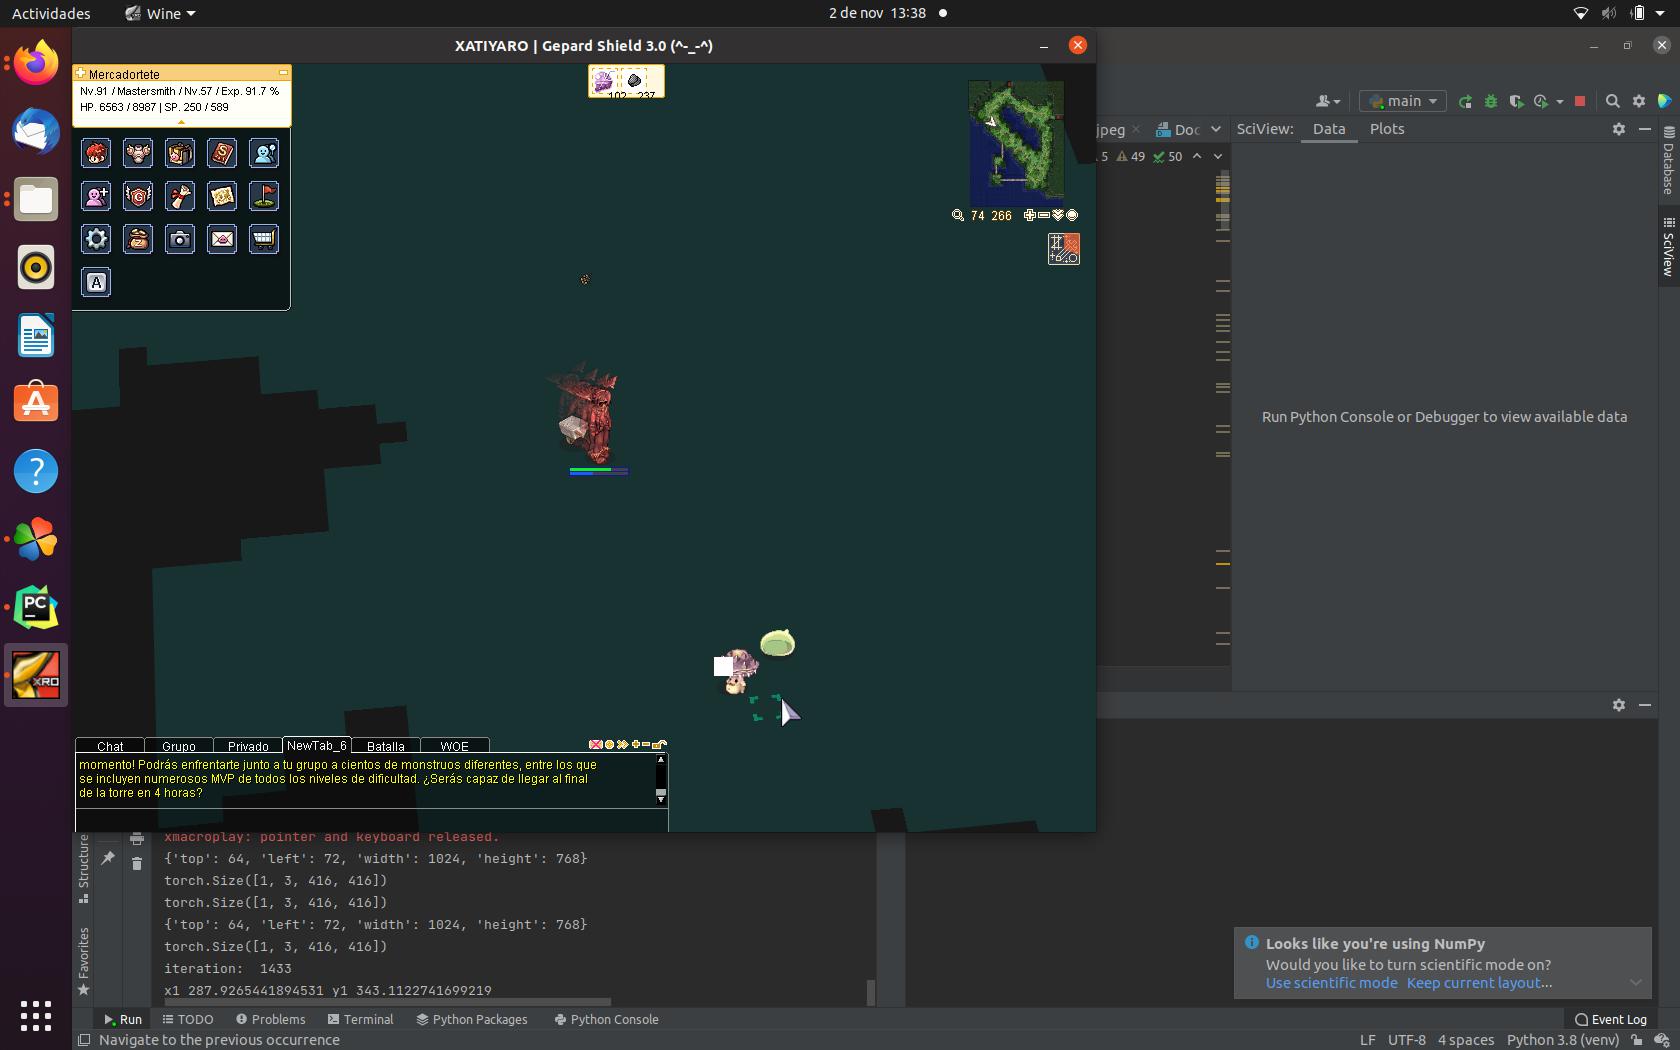 Actividades
Wine
2 de nov 13:38
XATIYARO | Gepard Shield 3.0 (^-_-^)
Mercadortete
Nv.91 / Mastersmith / Nv.57 / Exp. 91.7 %
HP. 6563 / 8987 | SP. 250 / 589
102 237
74 266
A
main
jpeg
Doc
SciView:
Data
Plots
5
49
50
Database
SciView
Run Python Console or Debugger to view available data
PC
XRO
Chat
Grupo
Privado
NewTab_6
Batalla
WOE
momento! Podrás enfrentarte junto a tu grupo a cientos de monstruos diferentes, entre los que
se incluyen numerosos MVP de todos los niveles de dificultad. ¿Serás capaz de llegar al final
de la torre en 4 horas?
xmacroplay: pointer and keyboard released.
{'top': 64, 'left': 72, 'width': 1024, 'height': 768}
torch.Size([1, 3, 416, 416])
torch.Size([1, 3, 416, 416])
{'top': 64, 'left': 72, 'width': 1024, 'height': 768}
torch.Size([1, 3, 416, 416])
iteration:  1433
x1 287.9265441894531 y1 343.1122741699219
Structure
Favorites
Looks like you're using NumPy
Would you like to turn scientific mode on?
Use scientific mode Keep current layout...
Run
TODO
Problems
Terminal
Python Packages
Python Console
Event Log
Navigate to the previous occurrence
LF UTF-8 4 spaces Python 3.8 (venv)